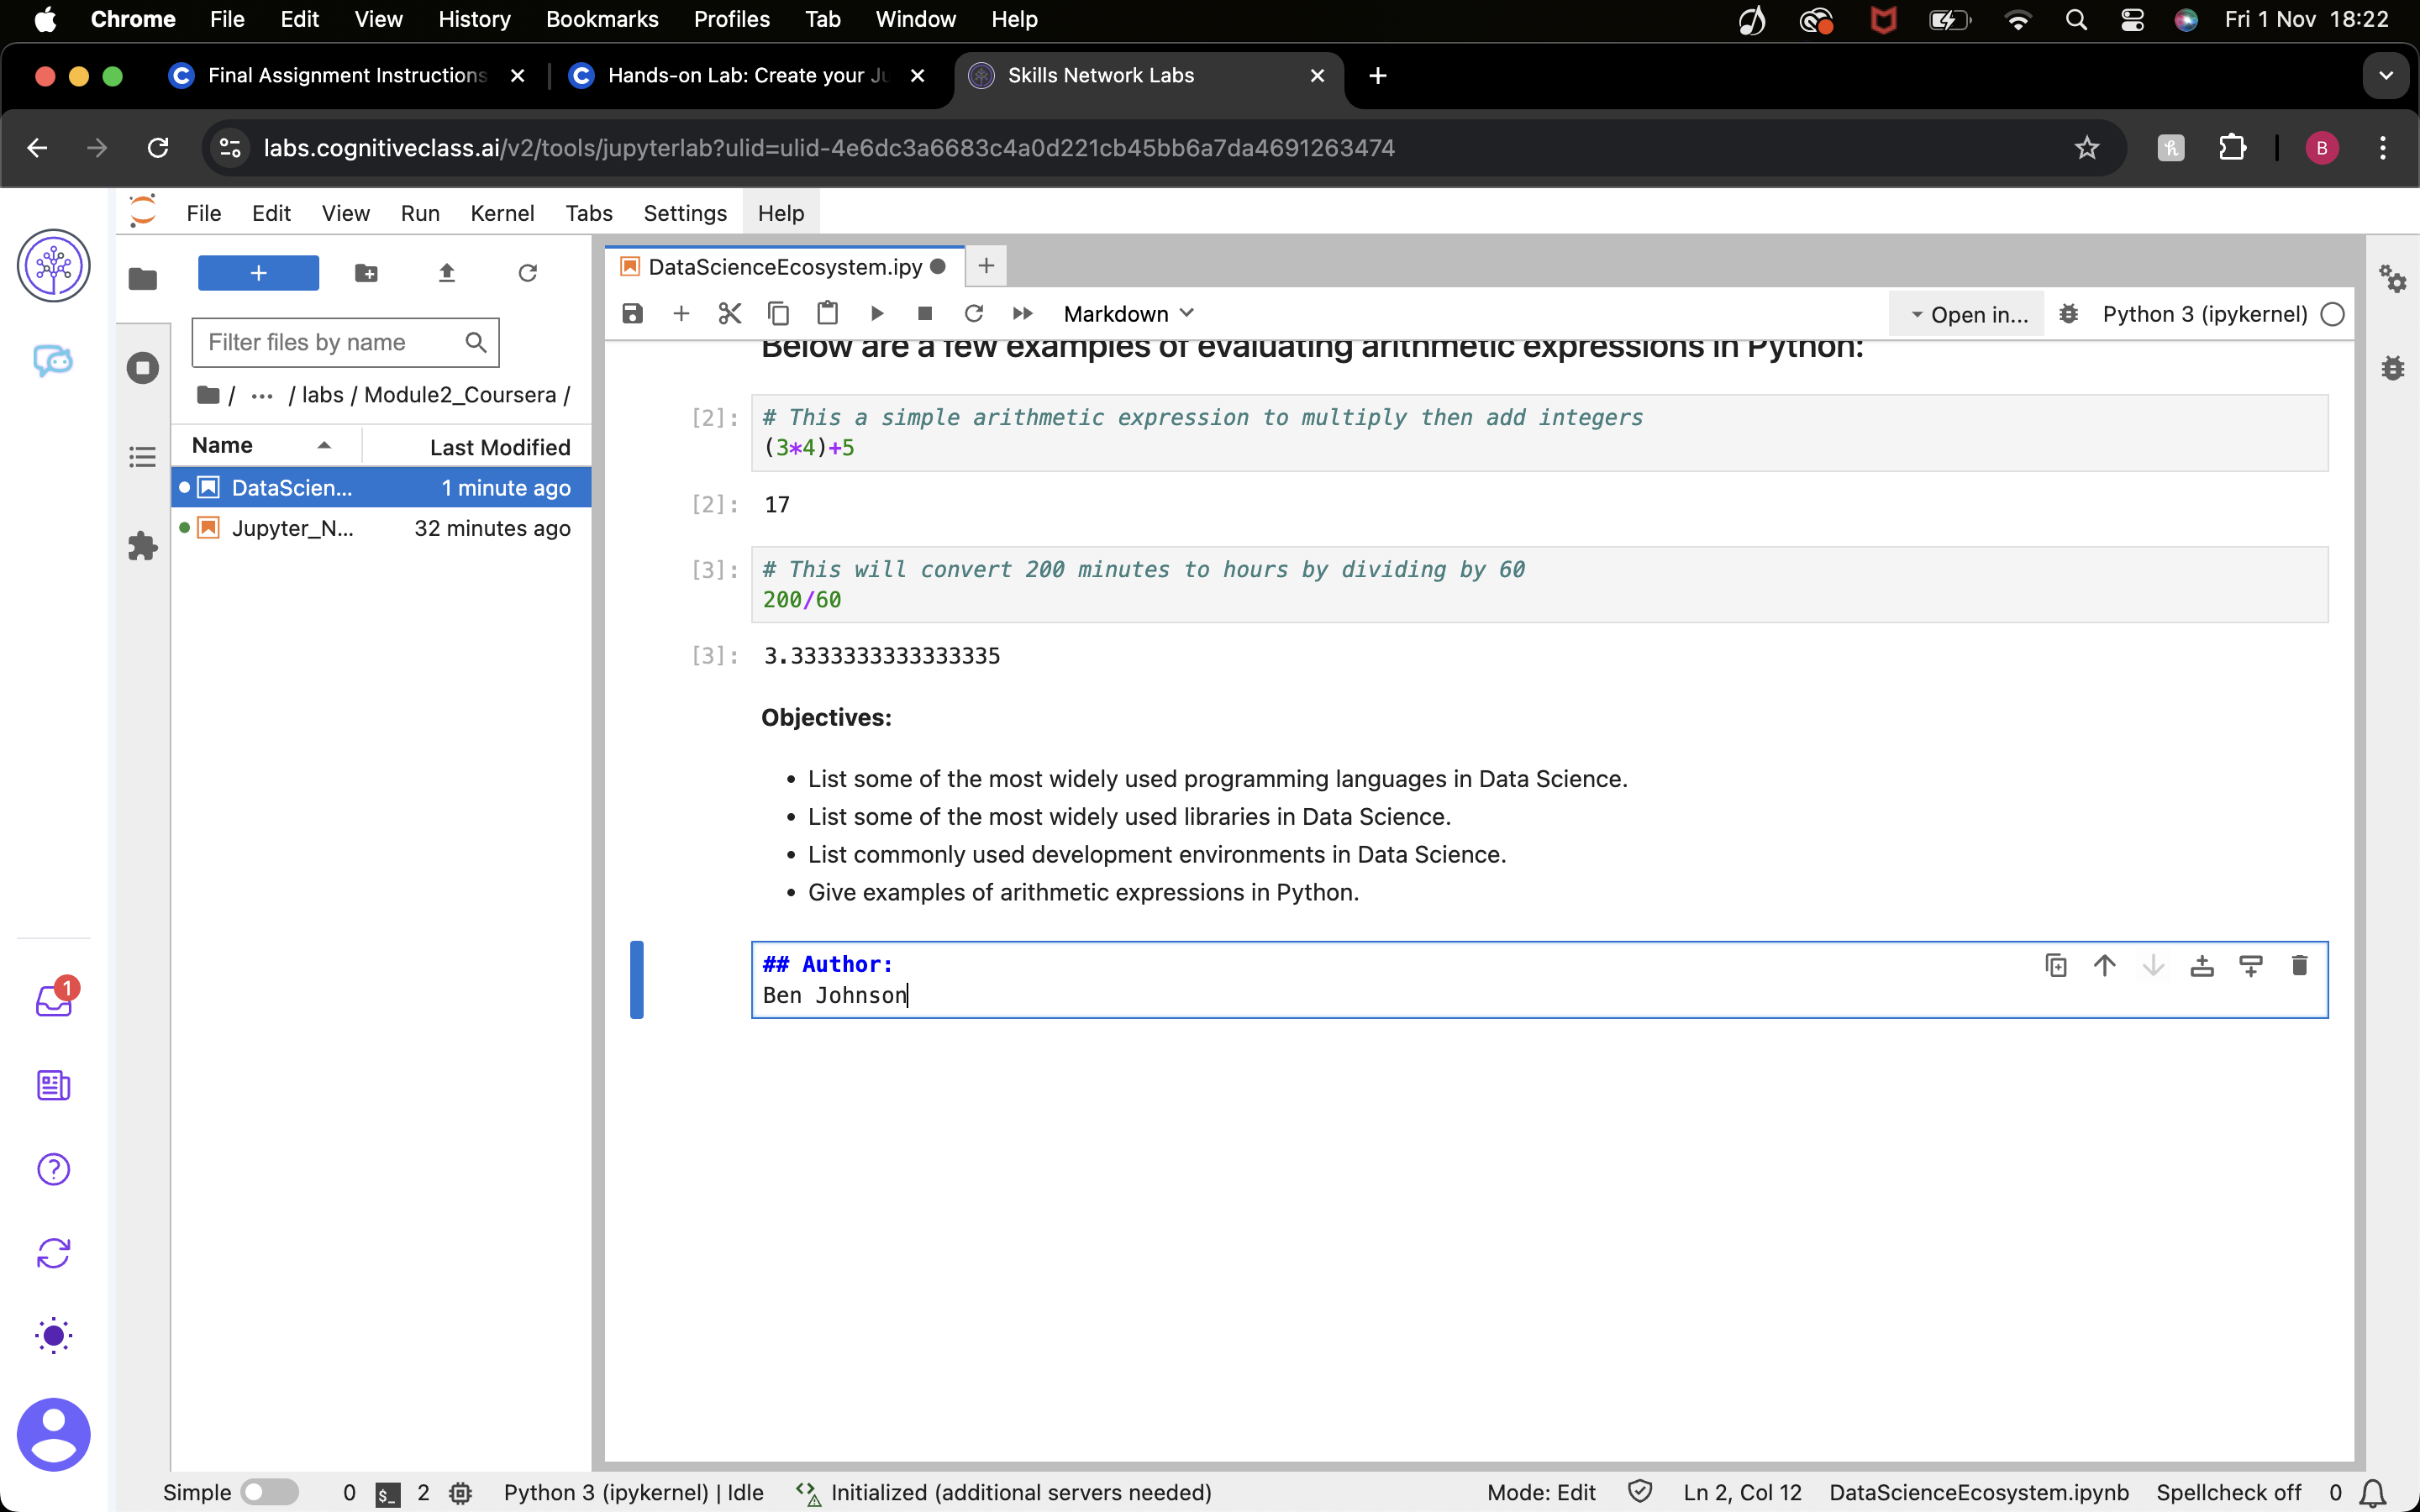 Chrome File Edit View History Bookmarks Profiles Tab Window Help Fri 1 Nov 18:22
Final Assignment Instructions Hands-on Lab: Create your Ju Skills Network Labs
labs.cognitiveclass.ai/v2/tools/jupyterlab?ulid=ulid-4e6dc3a6683c4a0d221cb45bb6a7da4691263474 B
File Edit View Run Kernel Tabs Settings Help
DataScienceEcosystem.ipy
Markdown Open in... Python 3 (ipykernel)
Filter files by name
/ ... / labs / Module2_Coursera /
Name Last Modified
DataScien... 1 minute ago
Jupyter_N... 32 minutes ago
Below are a few examples of evaluating arithmetic expressions in Python:
[2]: # This a simple arithmetic expression to multiply then add integers
(3*4)+5
[2]: 17
[3]: # This will convert 200 minutes to hours by dividing by 60
200/60
[3]: 3.3333333333333335
Objectives:
• List some of the most widely used programming languages in Data Science.
• List some of the most widely used libraries in Data Science.
• List commonly used development environments in Data Science.
• Give examples of arithmetic expressions in Python.
## Author:
Ben Johnson
1
Simple 0 $_ 2 Python 3 (ipykernel) | Idle Initialized (additional servers needed) Mode: Edit Ln 2, Col 12 DataScienceEcosystem.ipynb Spellcheck off 0